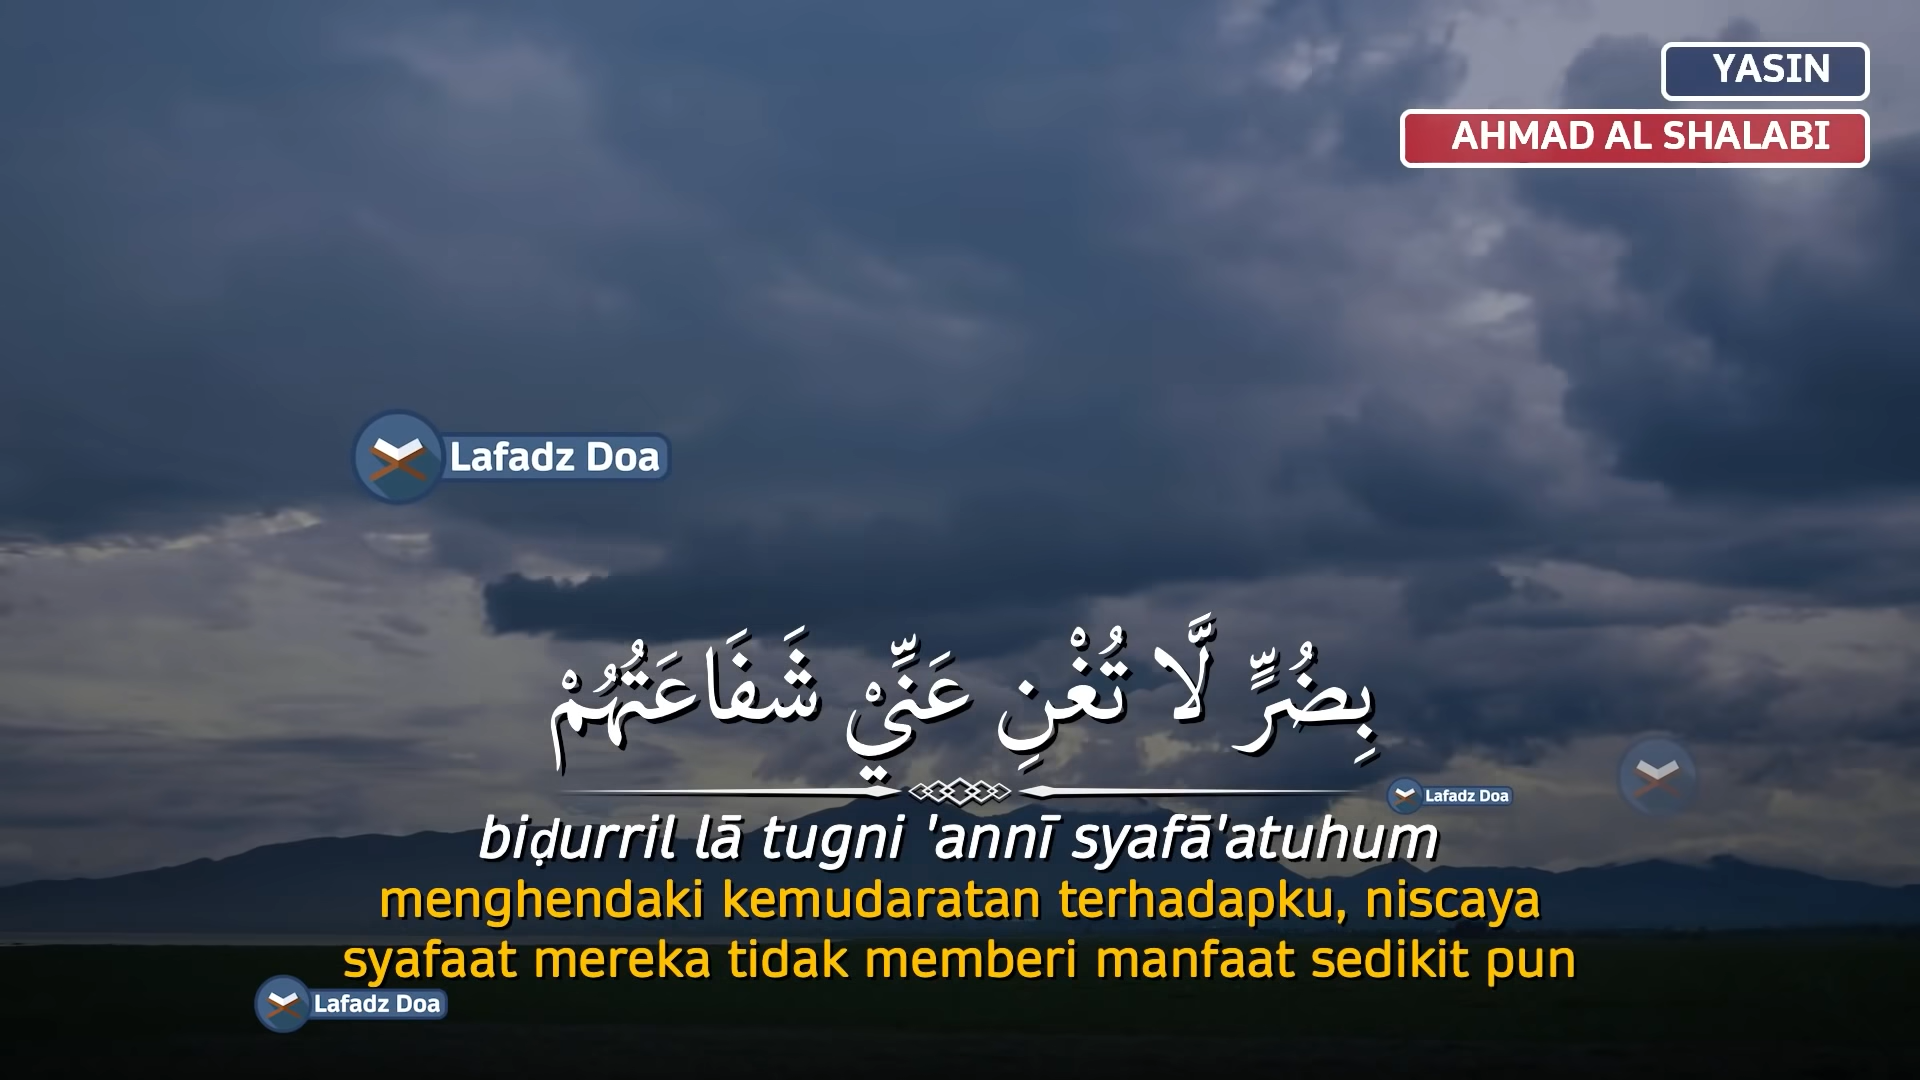 YASIN
AHMAD AL SHALABI
Lafadz Doa
بِضُرٍّ لَّا تُغْنِ عَنِّيْ شَفَاعَتُهُمْ
Lafadz Doa
biḍurril lā tugni 'annī syafā'atuhum
menghendaki kemudaratan terhadapku, niscaya
syafaat mereka tidak memberi manfaat sedikit pun
Lafadz Doa